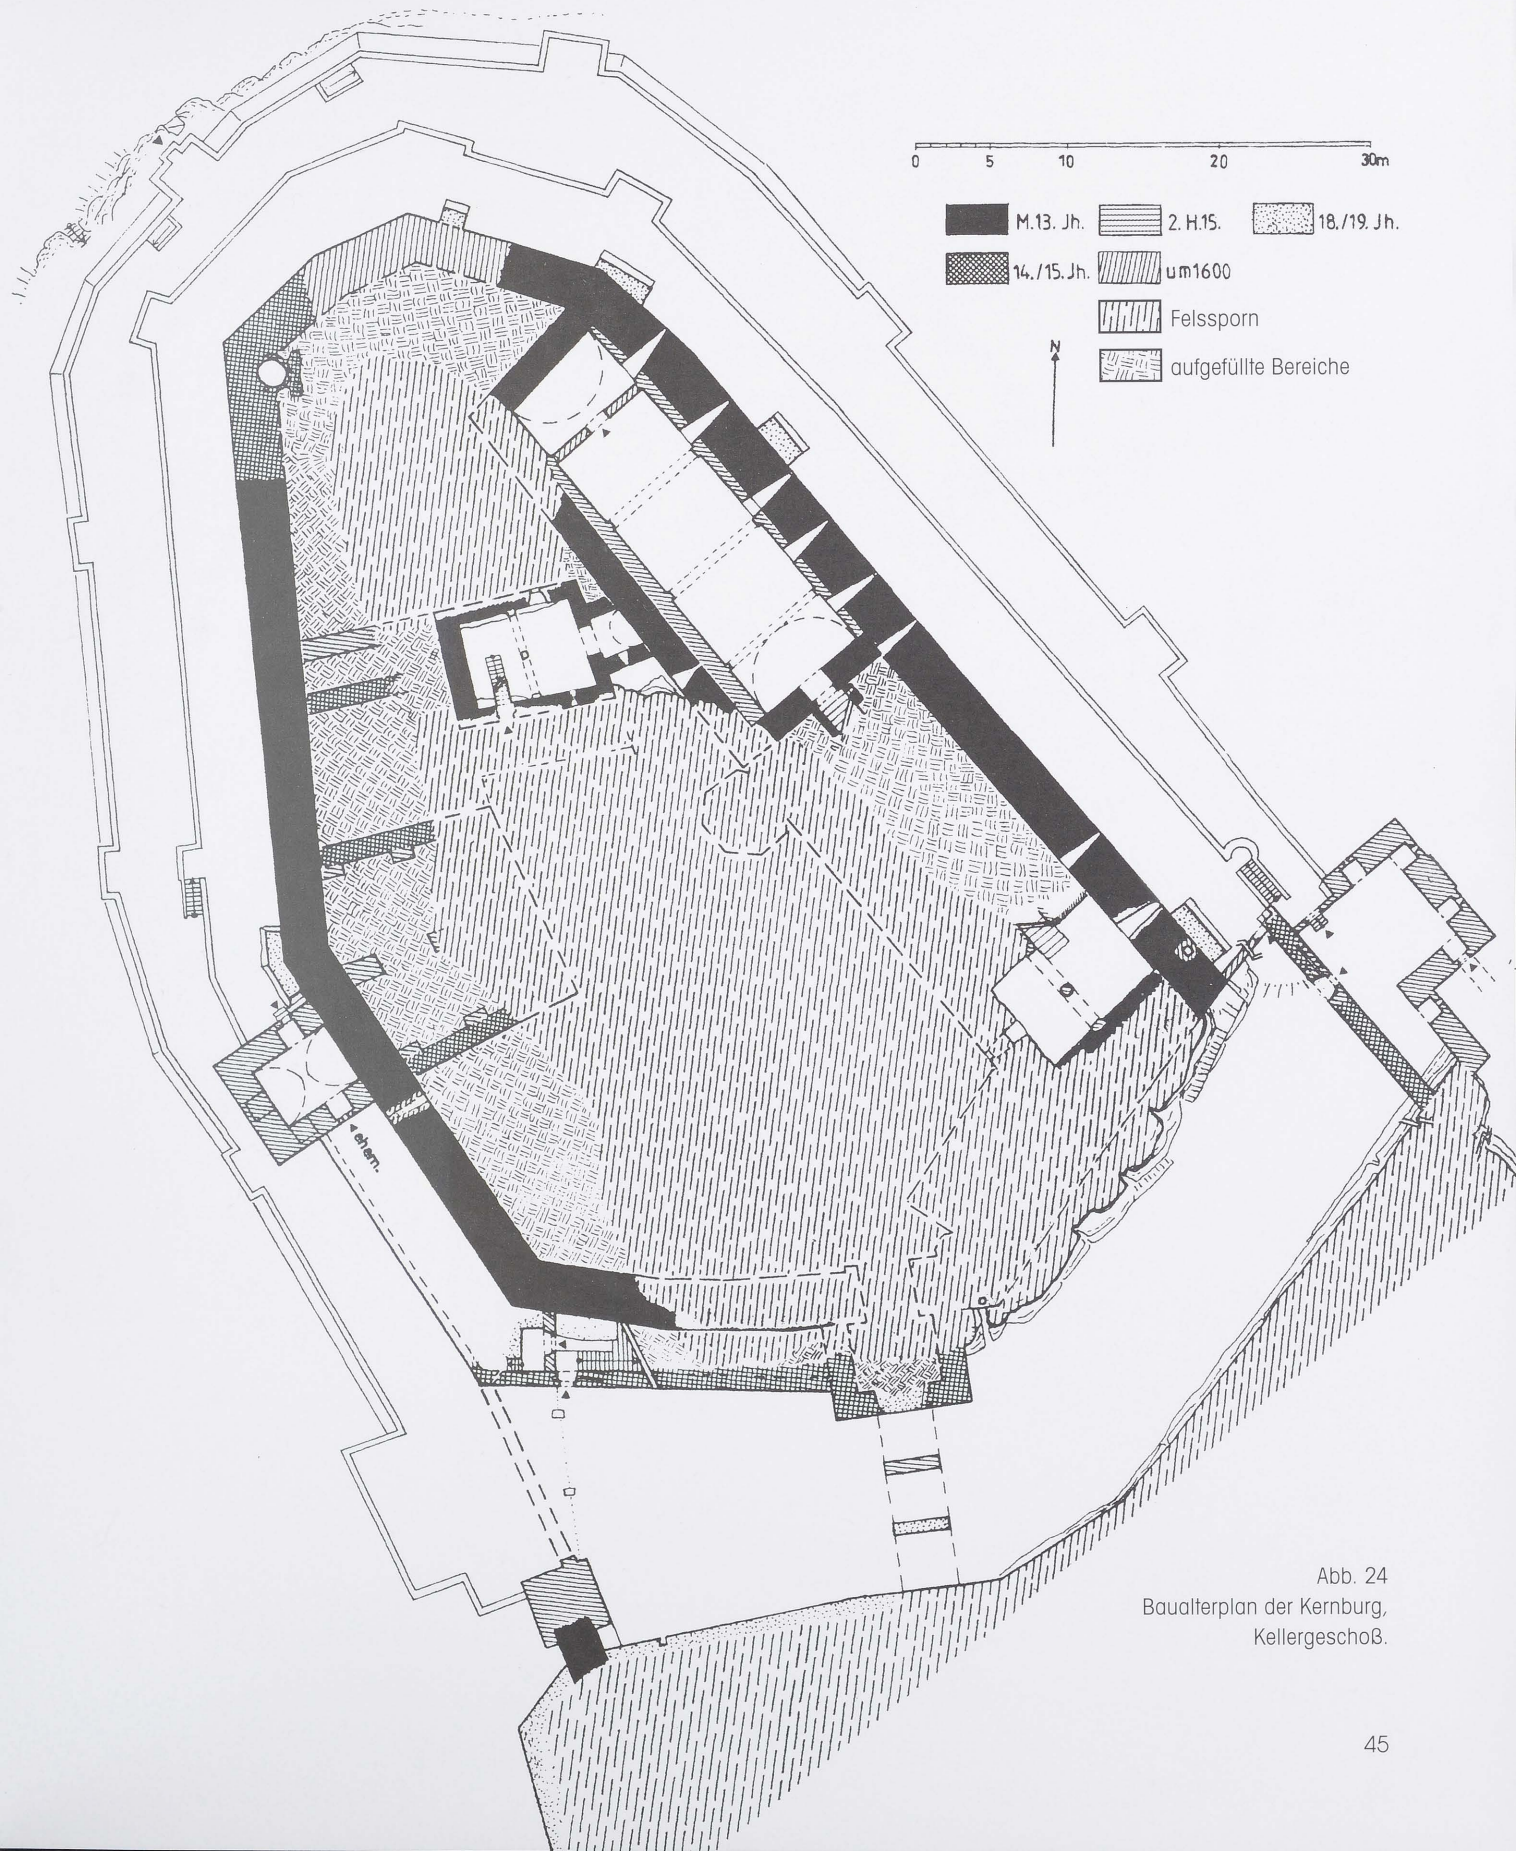 0 5 10 20 30m
M.13. Jh. 2. H.15. 18./19. Jh.
14./15. Jh. um1600
Felssporn
N
aufgefüllte Bereiche
ehem.
Abb. 24
Baualterplan der Kernburg,
Kellergeschoß.
45